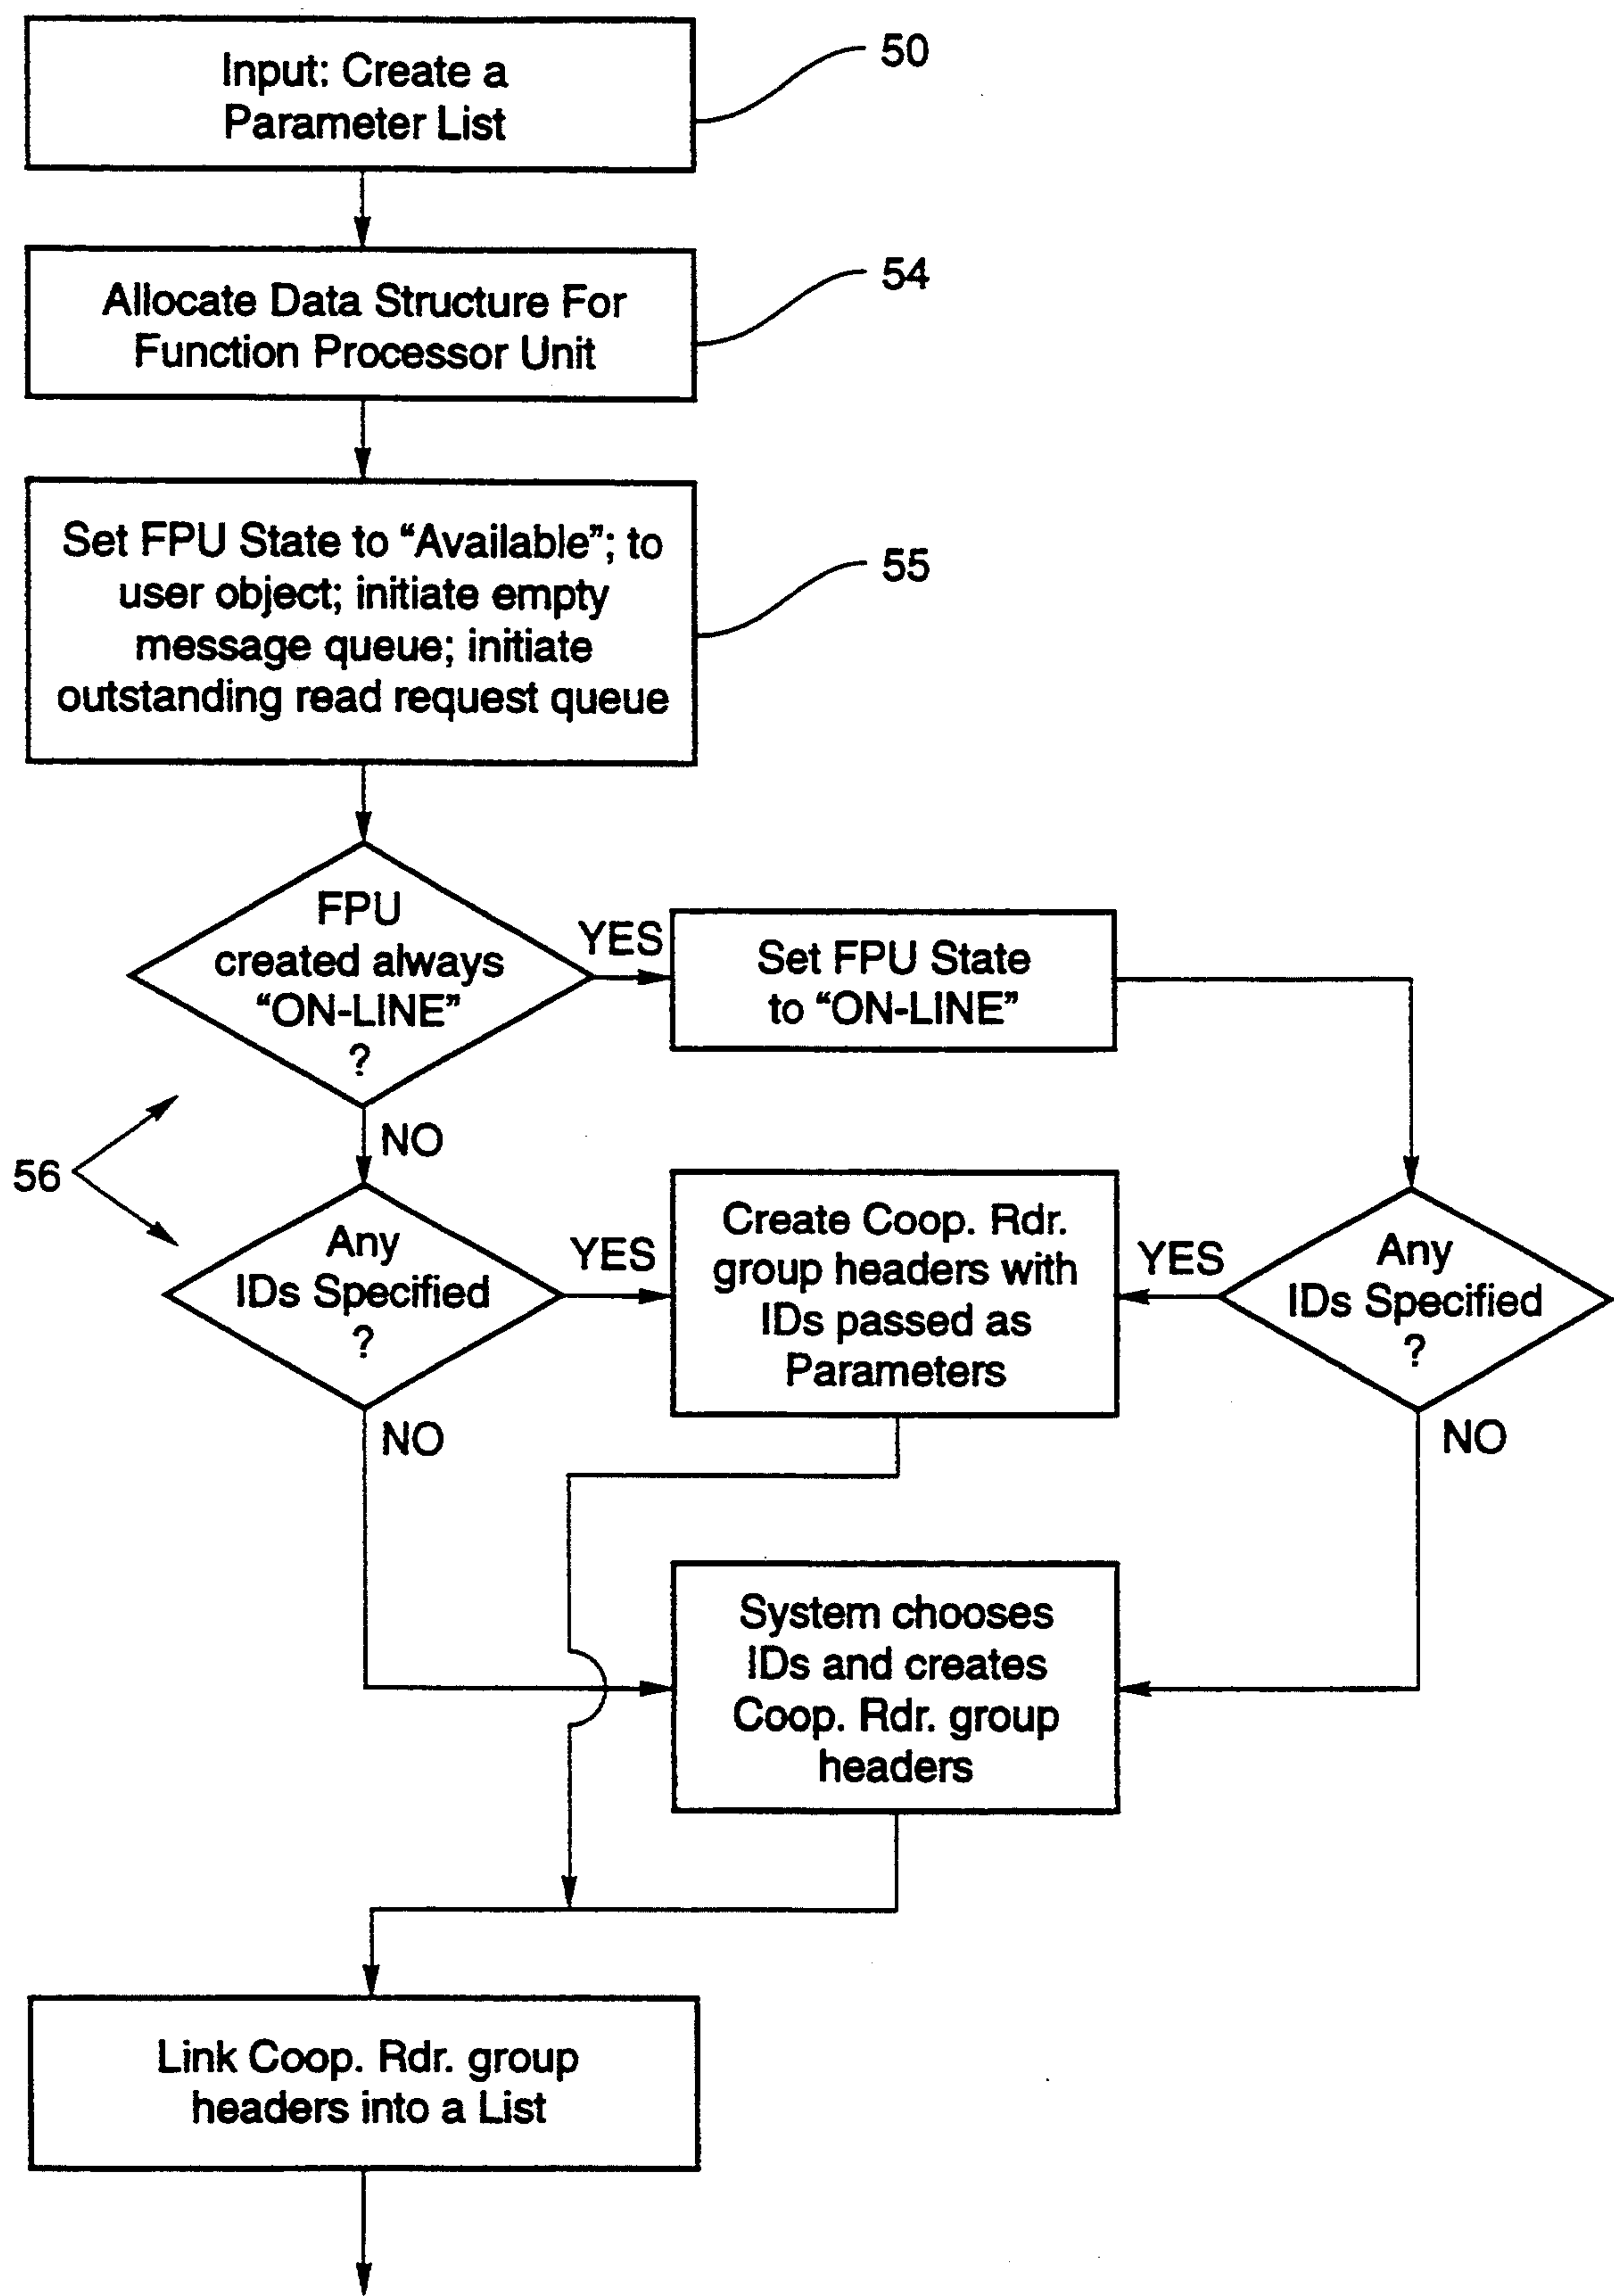 Input: Create a
Parameter List
50
Allocate Data Structure For
Function Processor Unit
54
Set FPU State to “Available”; to
user object; initiate empty
message queue; initiate
outstanding read request queue
55
FPU
created always
“ON-LINE”
?
YES
Set FPU State
to “ON-LINE”
NO
56
Any
IDs Specified
?
YES
Create Coop. Rdr.
group headers with
IDs passed as
Parameters
YES
Any
IDs Specified
?
NO
NO
System chooses
IDs and creates
Coop. Rdr. group
headers
Link Coop. Rdr. group
headers into a List